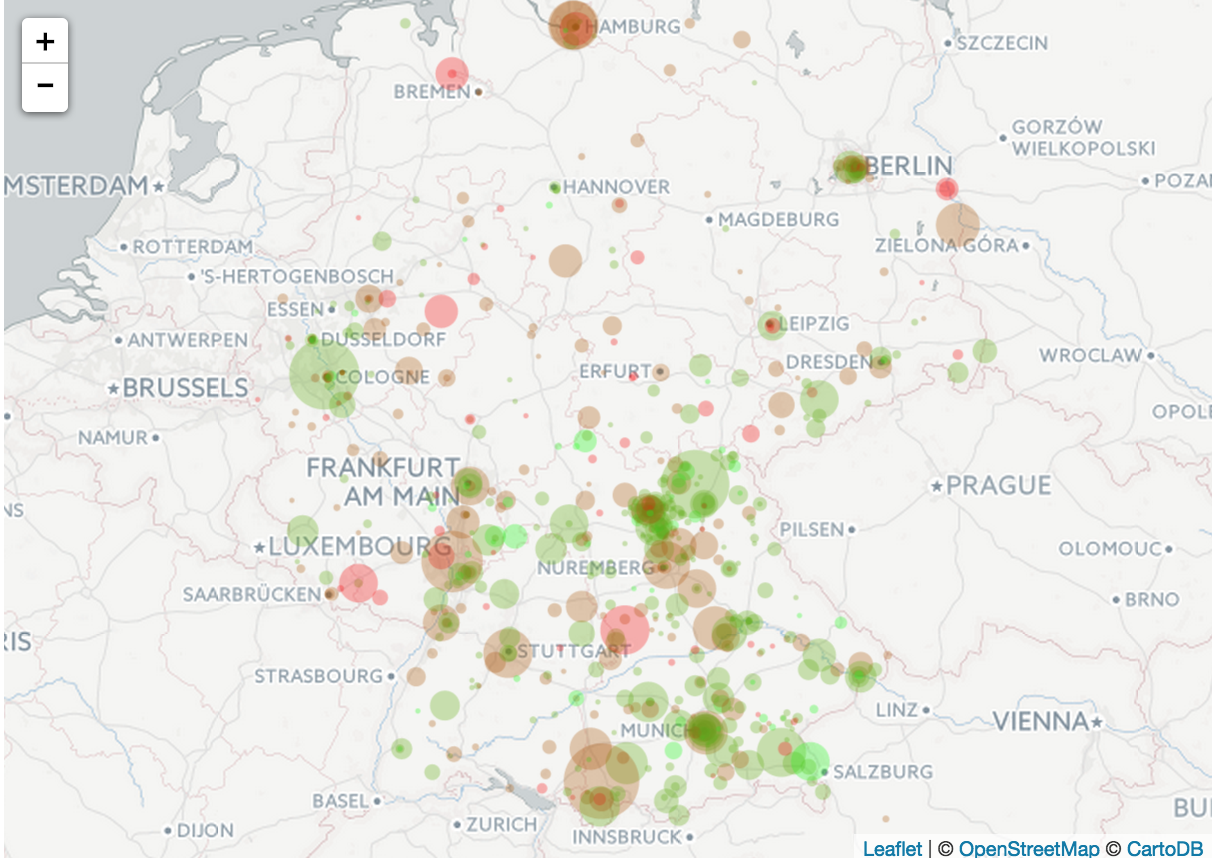 +
−
HAMBURG
SZCZECIN
BREMEN
GORZÓW
WIELKOPOLSKI
BERLIN
MSTERDAM
HANNOVER
POZA
MAGDEBURG
ROTTERDAM
ZIELONA GÓRA
'S-HERTOGENBOSCH
ESSEN
LEIPZIG
ANTWERPEN
DUSSELDORF
DRESDEN
WROCLAW
ERFURT
BRUSSELS
COLOGNE
OPOLE
NAMUR
FRANKFURT
AM MAIN
PRAGUE
NS
PILSEN
LUXEMBOURG
OLOMOUC
NUREMBERG
SAARBRÜCKEN
BRNO
RIS
STUTTGART
STRASBOURG
LINZ
VIENNA
MUNICH
SALZBURG
BASEL
BU
ZURICH
DIJON
INNSBRUCK
Leaflet | © OpenStreetMap © CartoDB